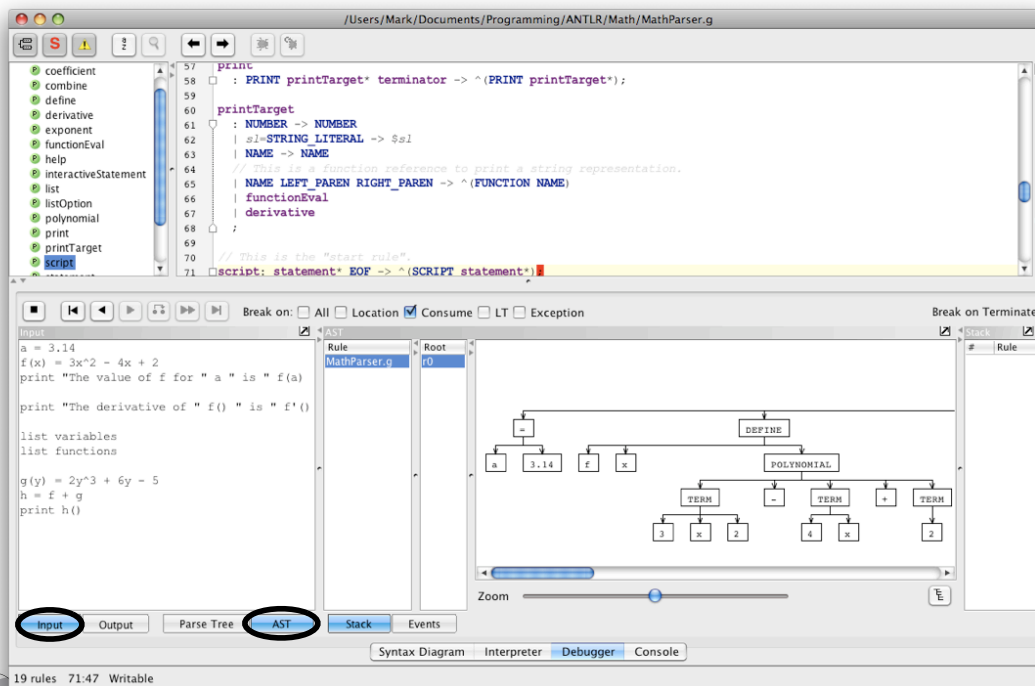 /Users/Mark/Documents/Programming/ANTLR/Math/MathParser.g
S
a
z
coefficient
combine
define
derivative
exponent
functionEval
help
interactiveStatement
list
listOption
polynomial
print
printTarget
script
57 print
58 : PRINT printTarget* terminator -> ^(PRINT printTarget*);
59
60 printTarget
61 : NUMBER -> NUMBER
62 | sl=STRING_LITERAL -> $sl
63 | NAME -> NAME
64 // This is a function reference to print a string representation.
65 | NAME LEFT_PAREN RIGHT_PAREN -> ^(FUNCTION NAME)
66 | functionEval
67 | derivative
68 ;
69
70 // This is the "start rule".
71 script: statement* EOF -> ^(SCRIPT statement*);
Break on: All Location Consume LT Exception Break on Terminate
Input
a = 3.14
f(x) = 3x^2 - 4x + 2
print "The value of f for " a " is " f(a)
print "The derivative of " f() " is " f'()
list variables
list functions
g(y) = 2y^3 + 6y - 5
h = f + g
print h()
AST
Rule
MathParser.g
Root
r0
= DEFINE
a 3.14 f x POLYNOMIAL
TERM - TERM + TERM
3 x 2 4 x 2
Zoom
Stack
# Rule
Input Output Parse Tree AST Stack Events
Syntax Diagram Interpreter Debugger Console
19 rules 71:47 Writable